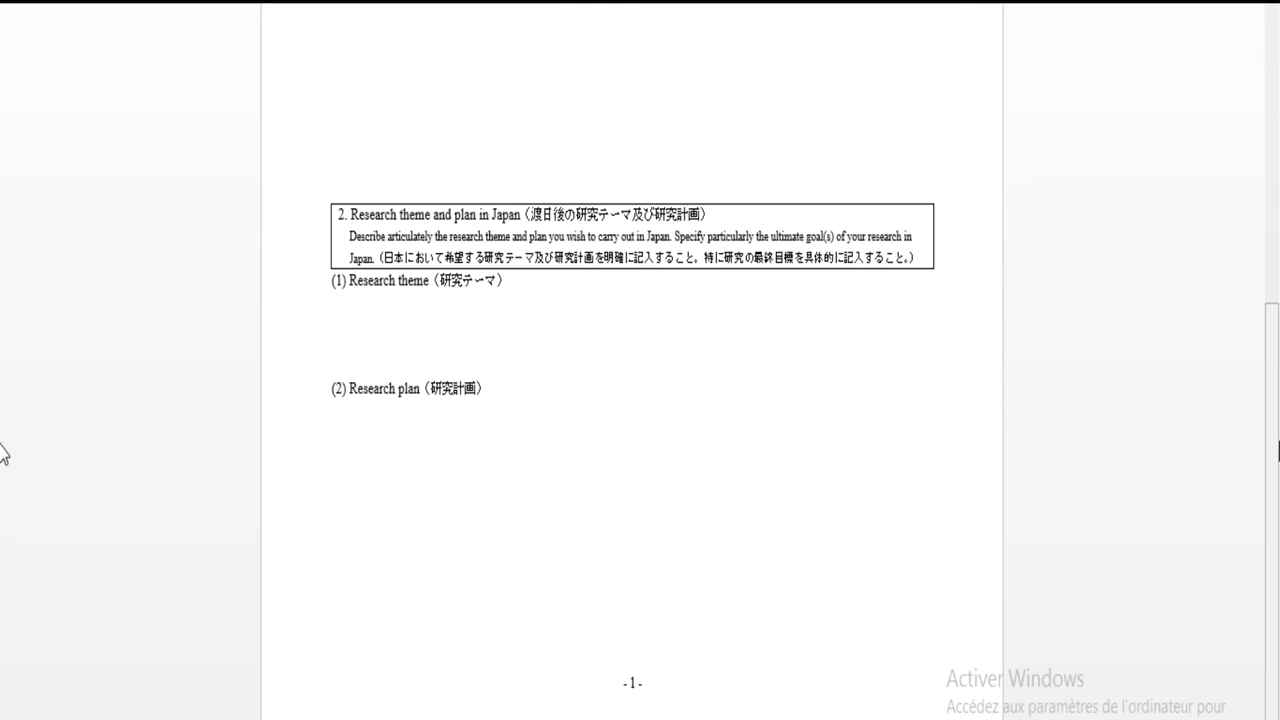 2. Research theme and plan in Japan（渡日後の研究テーマ及び研究計画）
Describe articulately the research theme and plan you wish to carry out in Japan. Specify particularly the ultimate goal(s) of your research in
Japan.（日本において希望する研究テーマ及び研究計画を明確に記入すること。特に研究の最終目標を具体的に記入すること。）
(1) Research theme（研究テーマ）
(2) Research plan（研究計画）
- 1 -
Activer Windows
Accédez aux paramètres de l'ordinateur pour